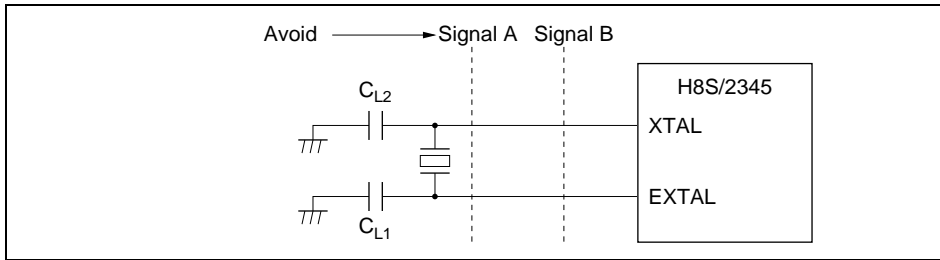 Avoid Signal A Signal B
H8S/2345
CL2
XTAL
EXTAL
CL1